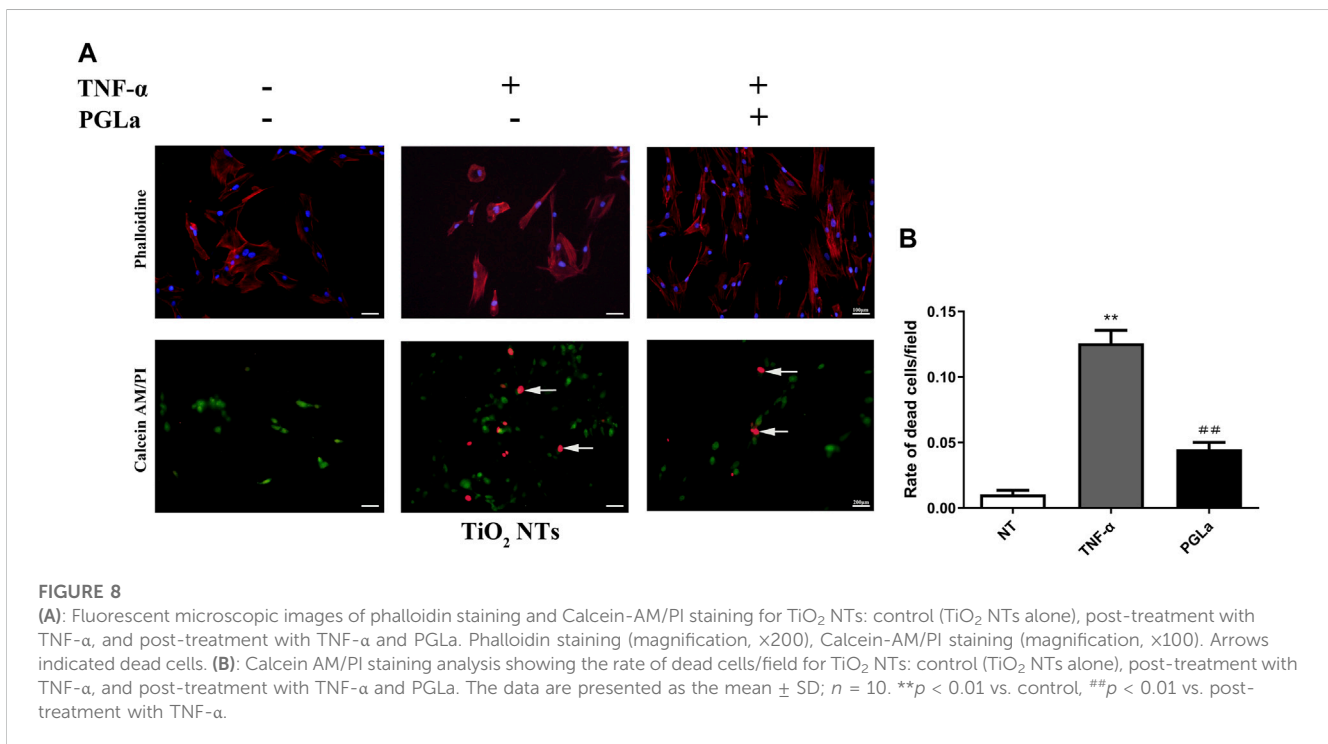 A
TNF-α - + +
PGLa - - +
Phalloidine
100μm
Calcein AM/PI
200μm
TiO₂ NTs
B
Rate of dead cells/field
0.15
0.10
0.05
0.00
**
##
NT
TNF-α
PGLa
FIGURE 8
(A): Fluorescent microscopic images of phalloidin staining and Calcein-AM/PI staining for TiO₂ NTs: control (TiO₂ NTs alone), post-treatment with
TNF-α, and post-treatment with TNF-α and PGLa. Phalloidin staining (magnification, ×200), Calcein-AM/PI staining (magnification, ×100). Arrows
indicated dead cells. (B): Calcein AM/PI staining analysis showing the rate of dead cells/field for TiO₂ NTs: control (TiO₂ NTs alone), post-treatment with
TNF-α, and post-treatment with TNF-α and PGLa. The data are presented as the mean ± SD; n = 10. **p < 0.01 vs. control, ##p < 0.01 vs. post-
treatment with TNF-α.